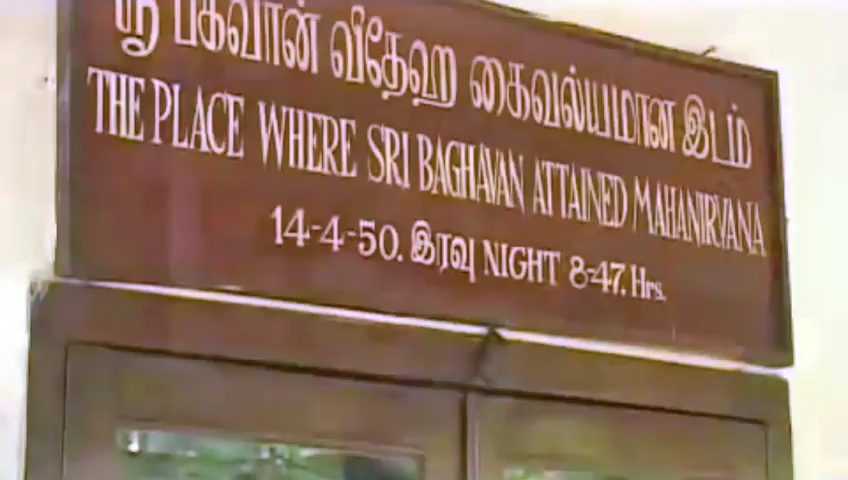 ஸ்ரீ பகவான் விதேஹ கைவல்யமான இடம்
THE PLACE WHERE SRI BAGHAVAN ATTAINED MAHANIRVANA
14-4-50. இரவு NIGHT 8-47. Hrs.